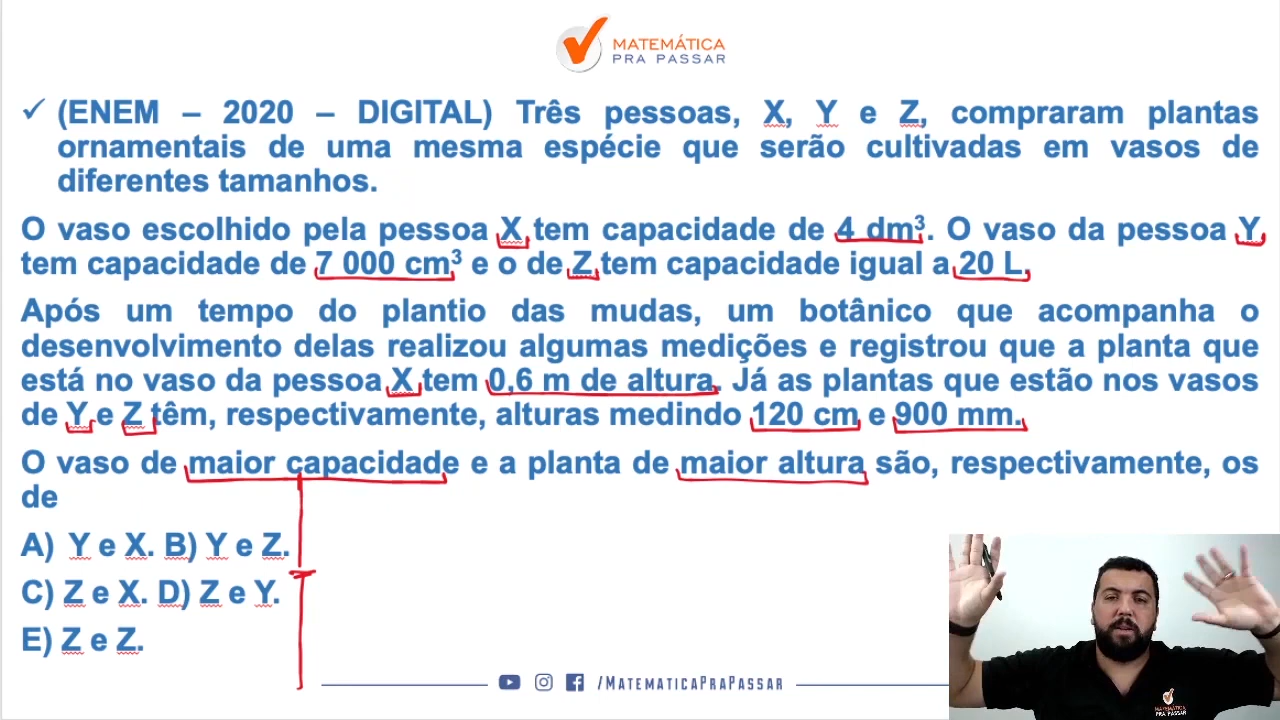 MATEMÁTICA
PRA PASSAR
✓ (ENEM – 2020 – DIGITAL) Três pessoas, X, Y e Z, compraram plantas
ornamentais de uma mesma espécie que serão cultivadas em vasos de
diferentes tamanhos.
O vaso escolhido pela pessoa X tem capacidade de 4 dm³. O vaso da pessoa Y
tem capacidade de 7 000 cm³ e o de Z tem capacidade igual a 20 L.
Após um tempo do plantio das mudas, um botânico que acompanha o
desenvolvimento delas realizou algumas medições e registrou que a planta que
está no vaso da pessoa X tem 0,6 m de altura. Já as plantas que estão nos vasos
de Y e Z têm, respectivamente, alturas medindo 120 cm e 900 mm.
O vaso de maior capacidade e a planta de maior altura são, respectivamente, os
de
A) Y e X. B) Y e Z.
C) Z e X. D) Z e Y.
E) Z e Z.
/MATEMATICAPRAPASSAR
MATEMÁTICA
PRA PASSAR